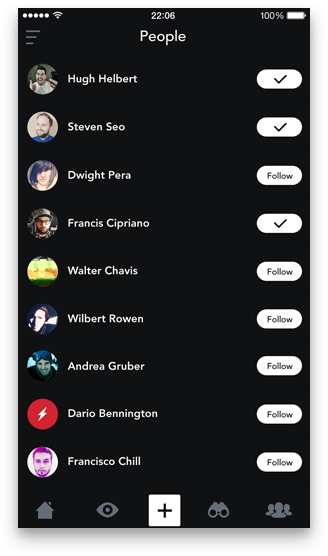 22:06
100%
People
Hugh Helbert
Steven Seo
Dwight Pera
Follow
Francis Cipriano
Walter Chavis
Follow
Wilbert Rowen
Follow
Andrea Gruber
Follow
Dario Bennington
Follow
Francisco Chill
Follow